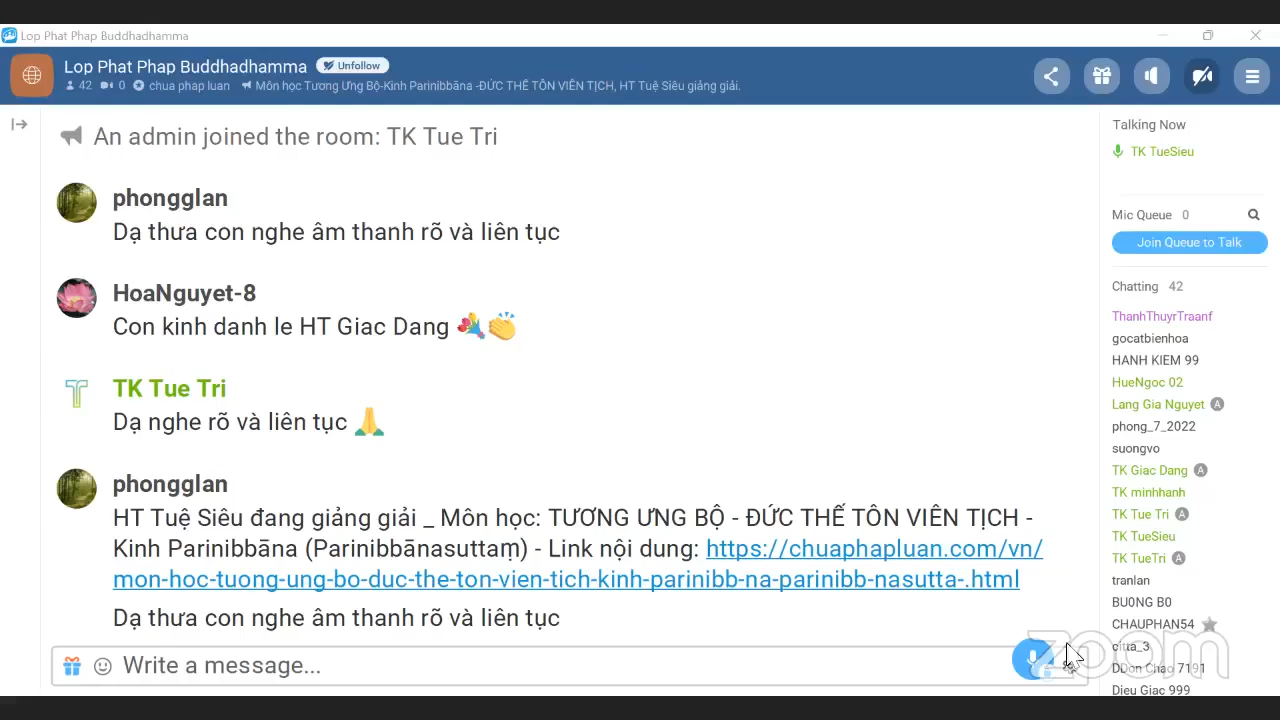 Lop Phat Phap Buddhadhamma
Lop Phat Phap Buddhadhamma Unfollow
42 0 chua phap luan Môn học Tương Ưng Bộ-Kinh Parinibbāna -ĐỨC THẾ TÔN VIÊN TỊCH, HT Tuệ Siêu giảng giải.
An admin joined the room: TK Tue Tri
phongglan
Dạ thưa con nghe âm thanh rõ và liên tục
HoaNguyet-8
Con kinh danh le HT Giac Dang
TK Tue Tri
Dạ nghe rõ và liên tục
phongglan
HT Tuệ Siêu đang giảng giải _ Môn học: TƯƠNG ƯNG BỘ - ĐỨC THẾ TÔN VIÊN TỊCH -
Kinh Parinibbāna (Parinibbānasuttaṃ) - Link nội dung: https://chuaphapluan.com/vn/
mon-hoc-tuong-ung-bo-duc-the-ton-vien-tich-kinh-parinibb-na-parinibb-nasutta-.html
Dạ thưa con nghe âm thanh rõ và liên tục
Write a message...
Talking Now
TK TueSieu
Mic Queue 0
Join Queue to Talk
Chatting 42
ThanhThuyrTraanf
gocatbienhoa
HANH KIEM 99
HueNgoc 02
Lang Gia Nguyet A
phong_7_2022
suongvo
TK Giac Dang A
TK minhhanh
TK Tue Tri A
TK TueSieu
TK TueTri A
tranlan
BU0NG B0
CHAUPHAN54
citta_3
DDon Chao 7191
Dieu Giac 999
zoom